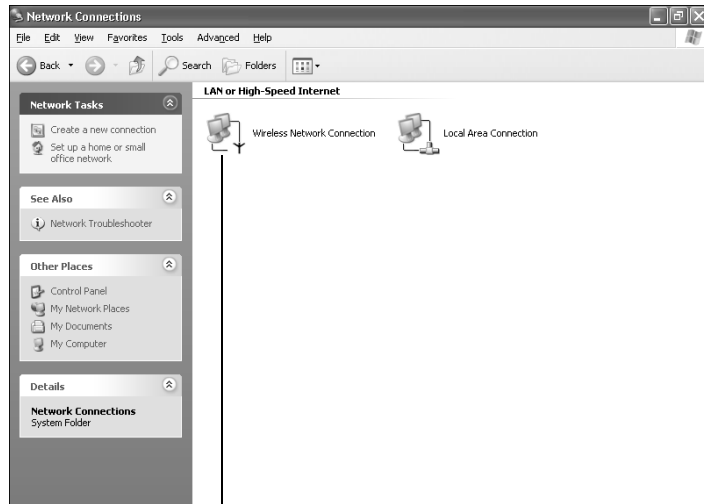 Network Connections
File Edit View Favorites Tools Advanced Help
Back Search Folders
Network Tasks
Create a new connection
Set up a home or small
office network
See Also
Network Troubleshooter
Other Places
Control Panel
My Network Places
My Documents
My Computer
Details
Network Connections
System Folder
LAN or High-Speed Internet
Wireless Network Connection Local Area Connection